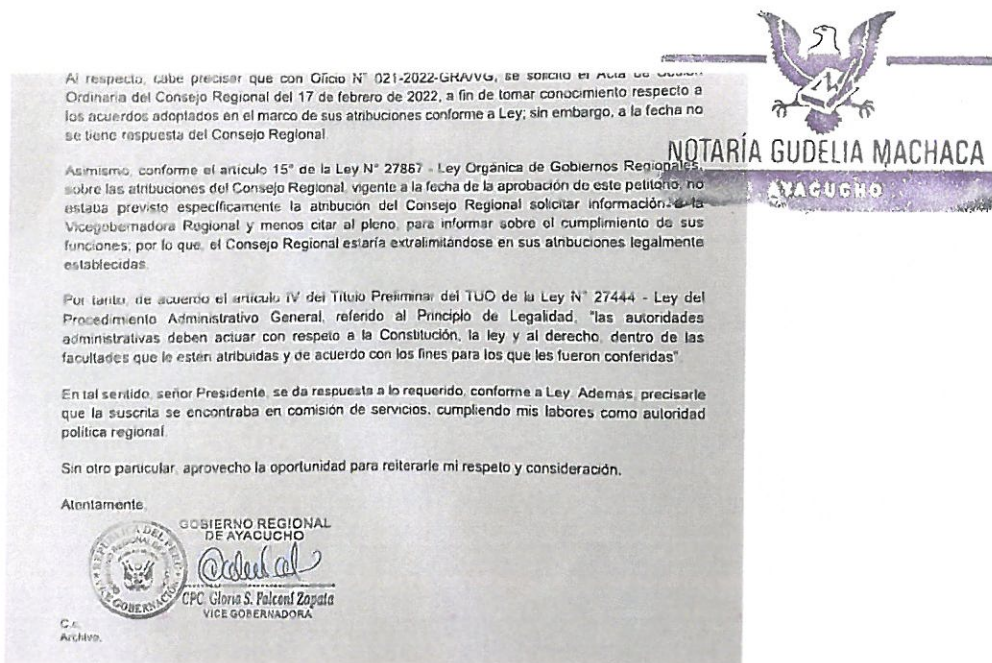 Al respecto, cabe precisar que con Oficio N° 021-2022-GRA/VG, se solicitó el Acta de Sesión
Ordinaria del Consejo Regional del 17 de febrero de 2022, a fin de tomar conocimiento respecto a
los acuerdos adoptados en el marco de sus atribuciones conforme a Ley; sin embargo, a la fecha no
se tiene respuesta del Consejo Regional.
NOTARÍA GUDELIA MACHACA
AYACUCHO
Asimismo, conforme el artículo 15° de la Ley N° 27867 - Ley Orgánica de Gobiernos Regionales,
sobre las atribuciones del Consejo Regional, vigente a la fecha de la aprobación de este petitorio, no
estaba previsto específicamente la atribución del Consejo Regional solicitar información a la
Vicegobernadora Regional y menos citar al pleno, para informar sobre el cumplimiento de sus
funciones; por lo que, el Consejo Regional estaría extralimitándose en sus atribuciones legalmente
establecidas.
Por tanto, de acuerdo el artículo IV del Título Preliminar del TUO de la Ley N° 27444 - Ley del
Procedimiento Administrativo General, referido al Principio de Legalidad, "las autoridades
administrativas deben actuar con respeto a la Constitución, la ley y al derecho, dentro de las
facultades que le estén atribuidas y de acuerdo con los fines para los que les fueron conferidas".
En tal sentido, señor Presidente, se da respuesta a lo requerido, conforme a Ley. Además, precisarle
que la suscrita se encontraba en comisión de servicios, cumpliendo mis labores como autoridad
política regional.
Sin otro particular, aprovecho la oportunidad para reiterarle mi respeto y consideración.
Atentamente,
GOBIERNO REGIONAL
DE AYACUCHO
CPC. Gloria S. Falconí Zapata
VICE GOBERNADORA
C.c.
Archivo.